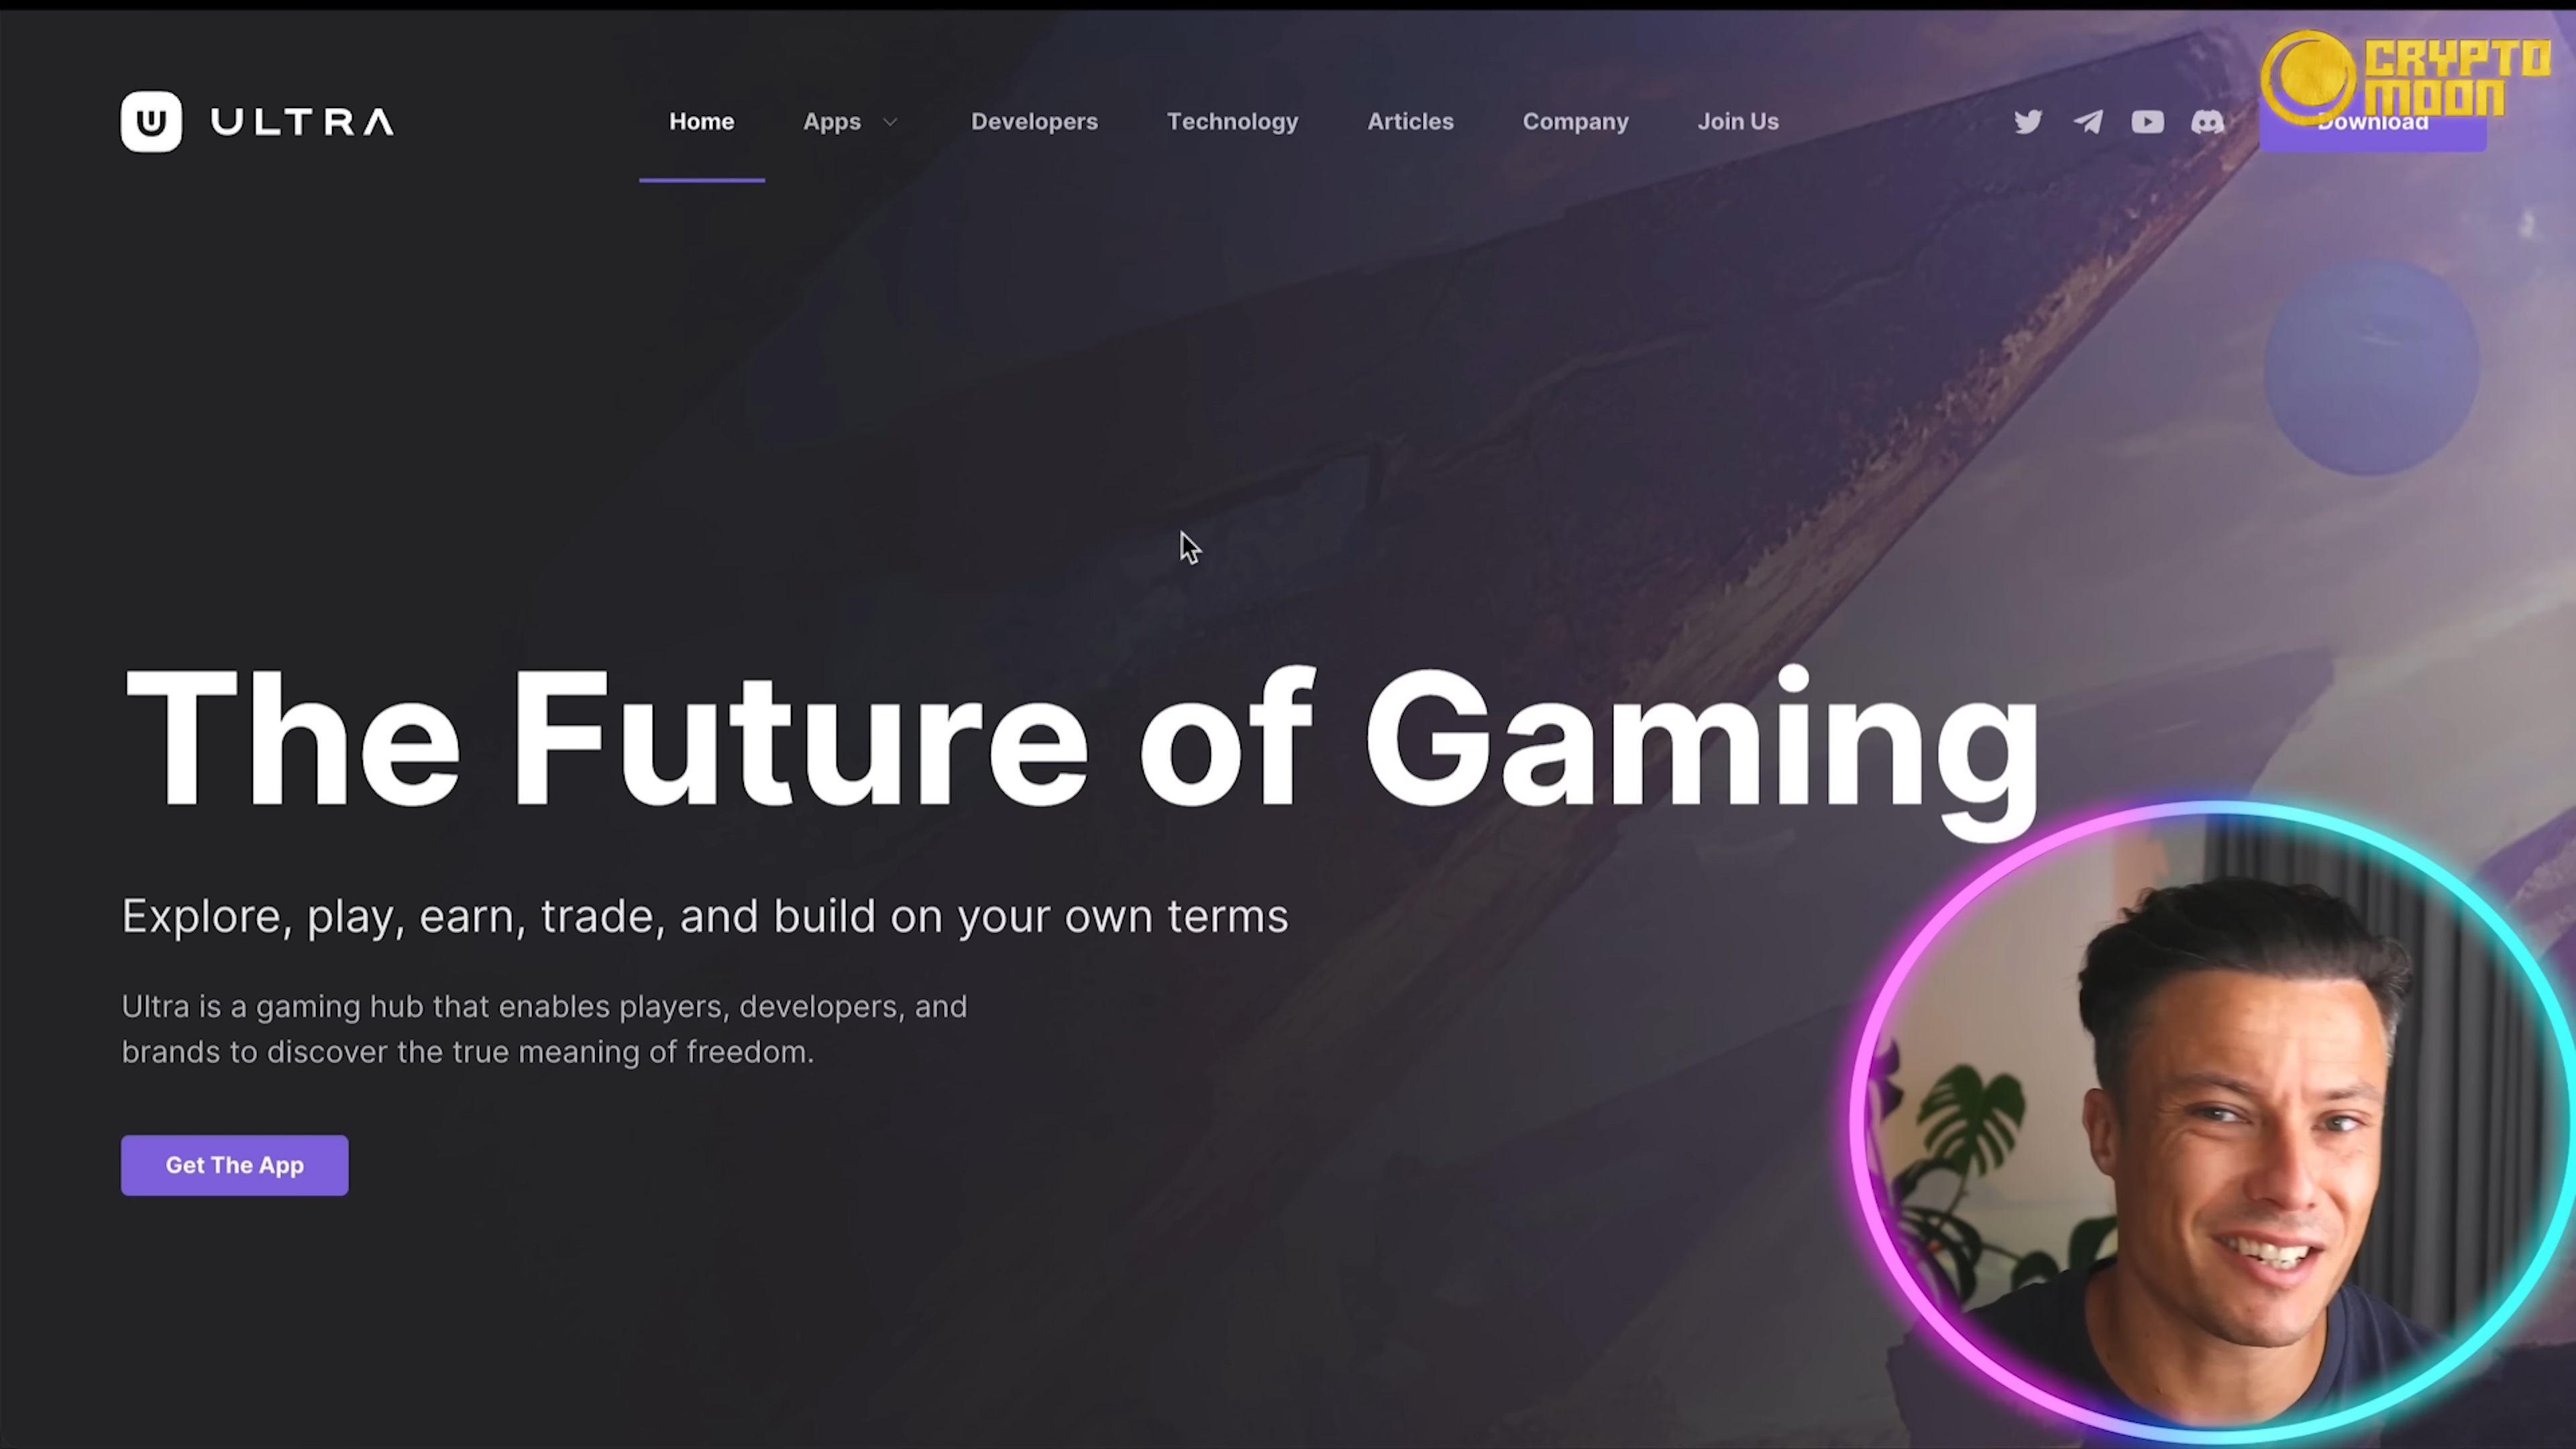 ULTRA
Home Apps Developers Technology Articles Company Join Us
CRYPTO
MOON
Download
The Future of Gaming
Explore, play, earn, trade, and build on your own terms
Ultra is a gaming hub that enables players, developers, and
brands to discover the true meaning of freedom.
Get The App